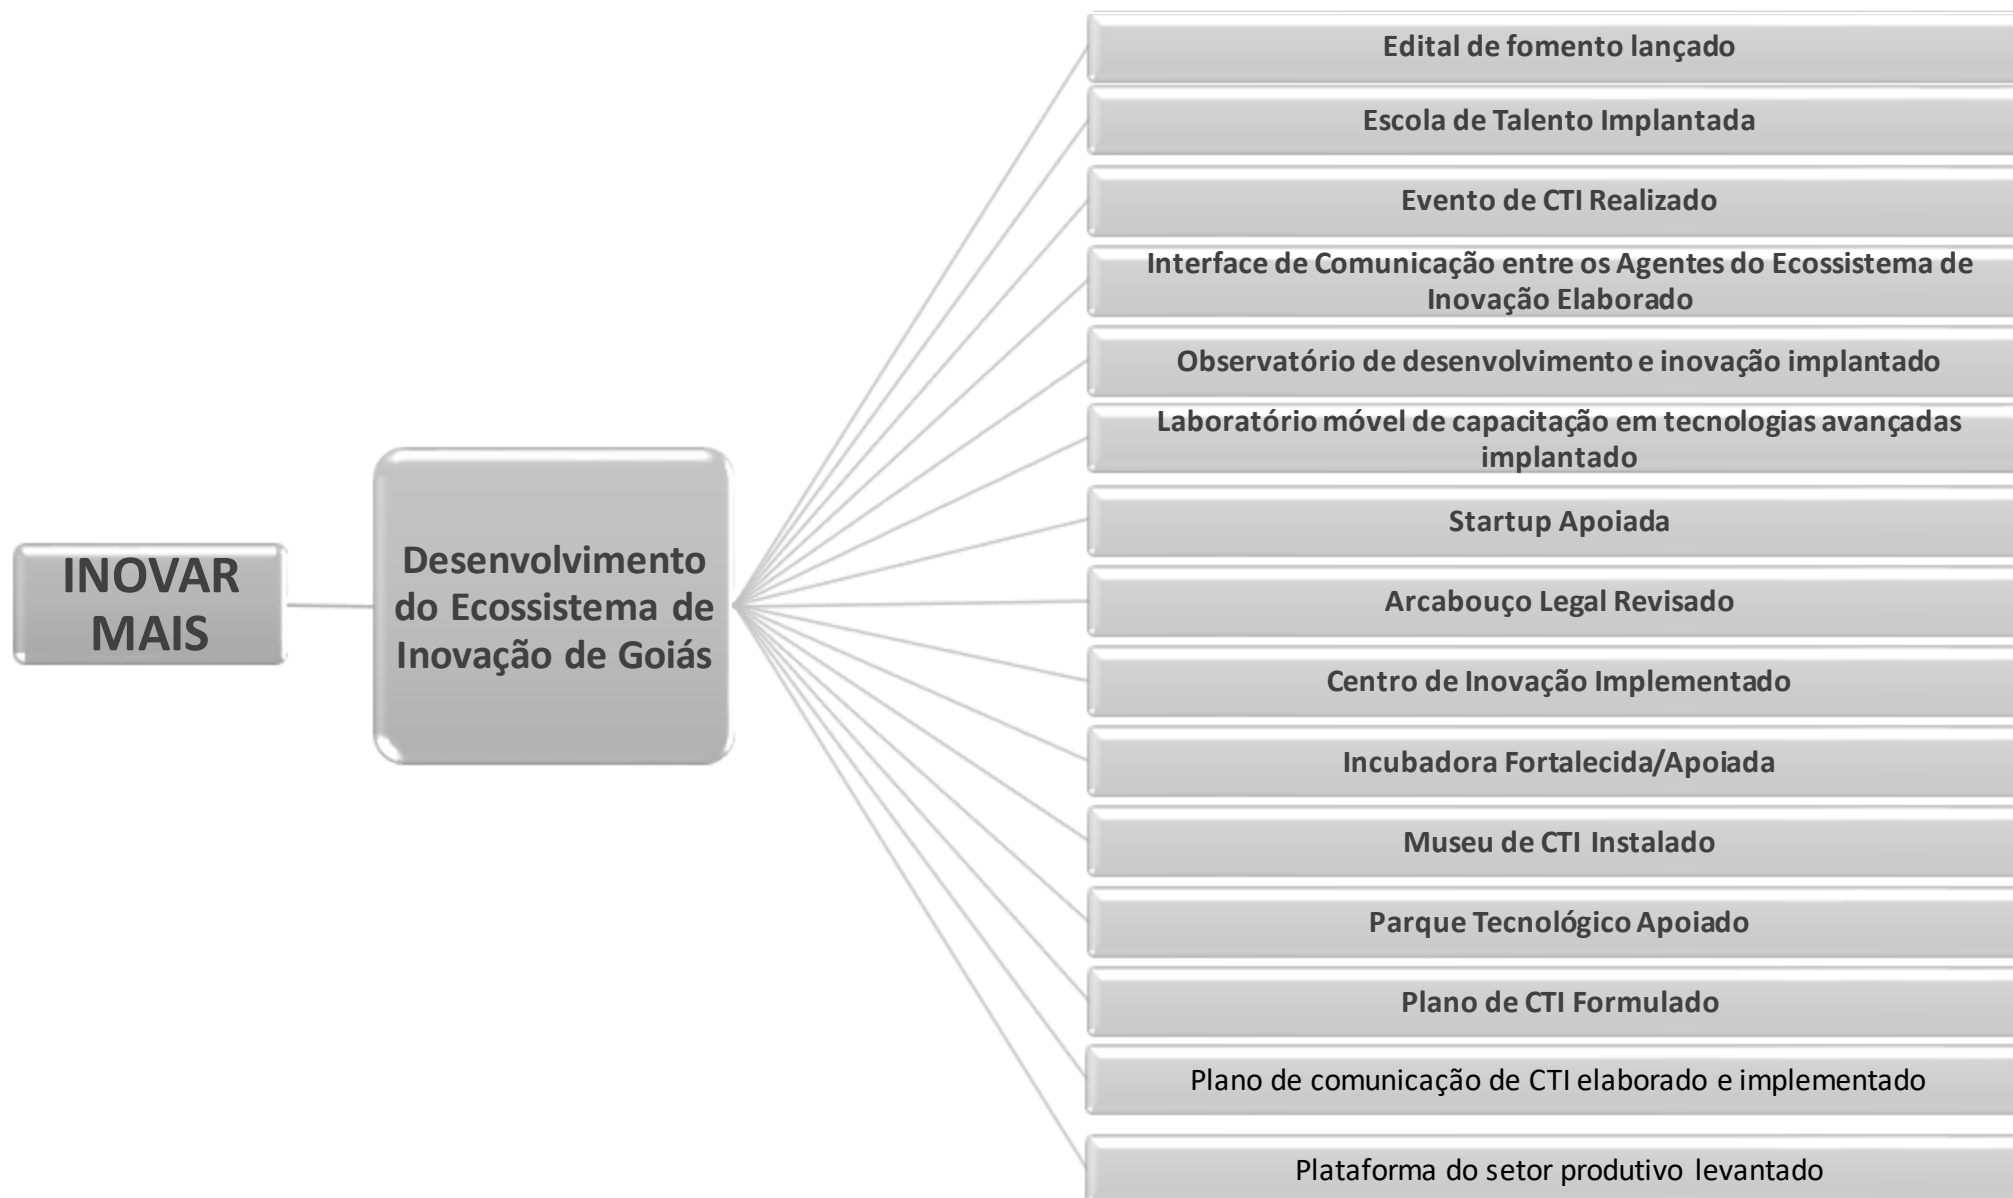 INOVAR
MAIS
Desenvolvimento
do Ecossistema de
Inovação de Goiás
Edital de fomento lançado
Escola de Talento Implantada
Evento de CTI Realizado
Interface de Comunicação entre os Agentes do Ecossistema de
Inovação Elaborado
Observatório de desenvolvimento e inovação implantado
Laboratório móvel de capacitação em tecnologias avançadas
implantado
Startup Apoiada
Arcabouço Legal Revisado
Centro de Inovação Implementado
Incubadora Fortalecida/Apoiada
Museu de CTI Instalado
Parque Tecnológico Apoiado
Plano de CTI Formulado
Plano de comunicação de CTI elaborado e implementado
Plataforma do setor produtivo levantado